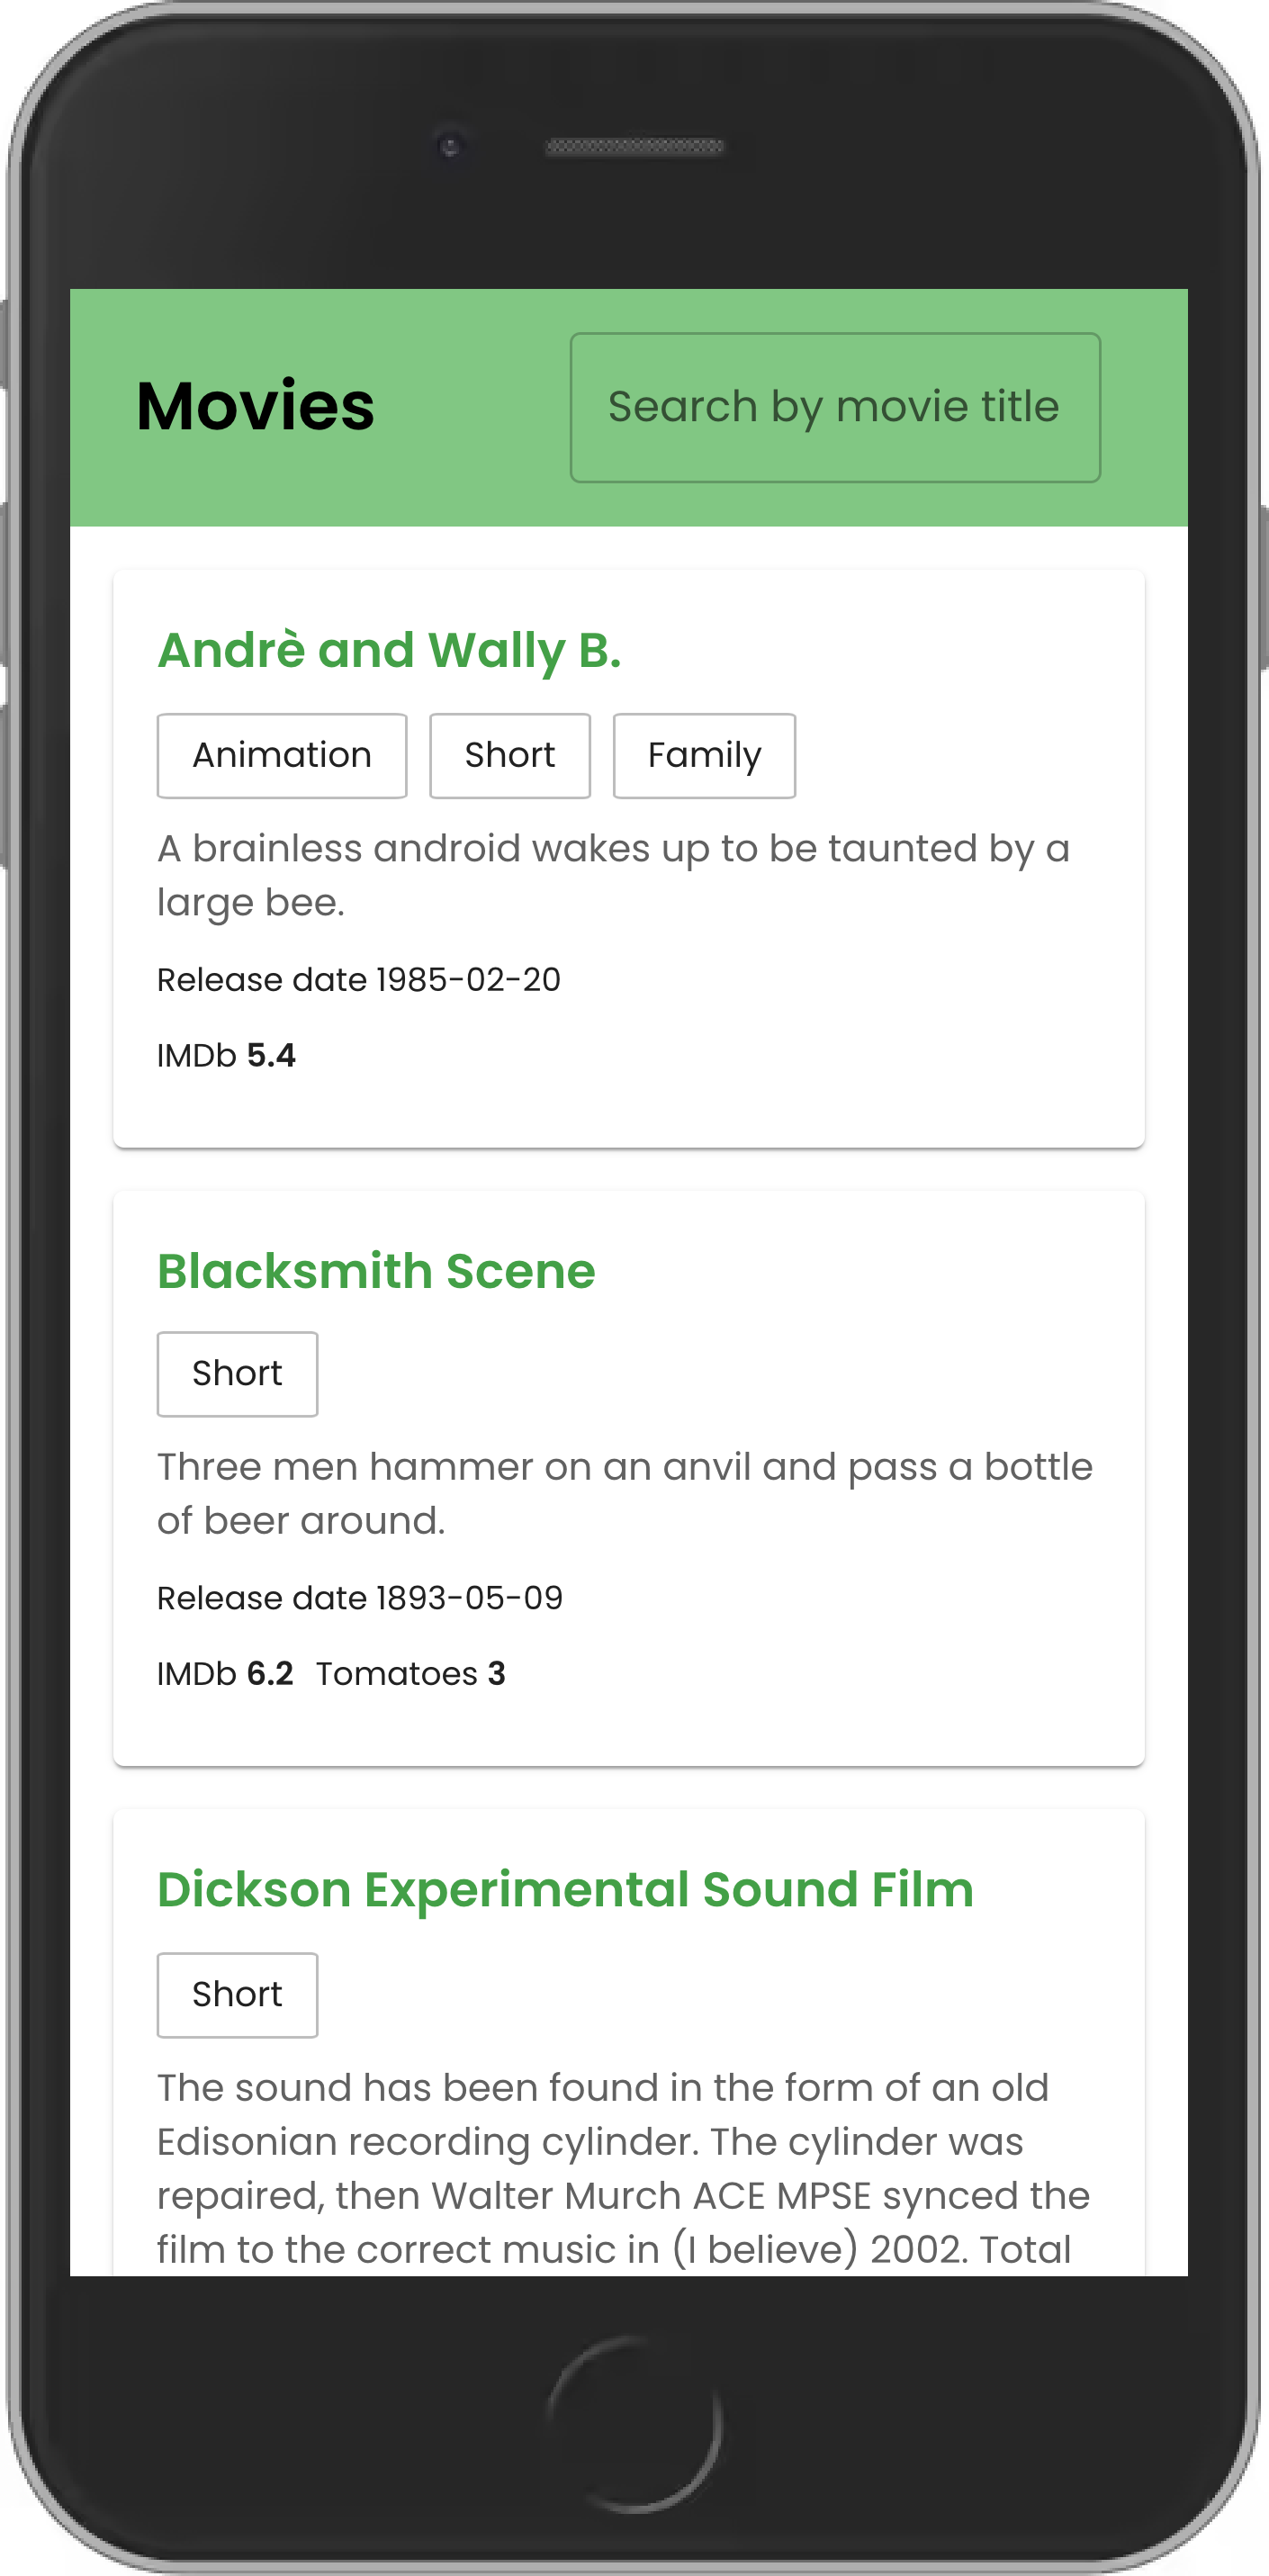 Movies
Search by movie title
Andrè and Wally B.
Animation Short Family
A brainless android wakes up to be taunted by a
large bee.
Release date 1985-02-20
IMDb 5.4
Blacksmith Scene
Short
Three men hammer on an anvil and pass a bottle
of beer around.
Release date 1893-05-09
IMDb 6.2 Tomatoes 3
Dickson Experimental Sound Film
Short
The sound has been found in the form of an old
Edisonian recording cylinder. The cylinder was
repaired, then Walter Murch ACE MPSE synced the
film to the correct music in (I believe) 2002. Total